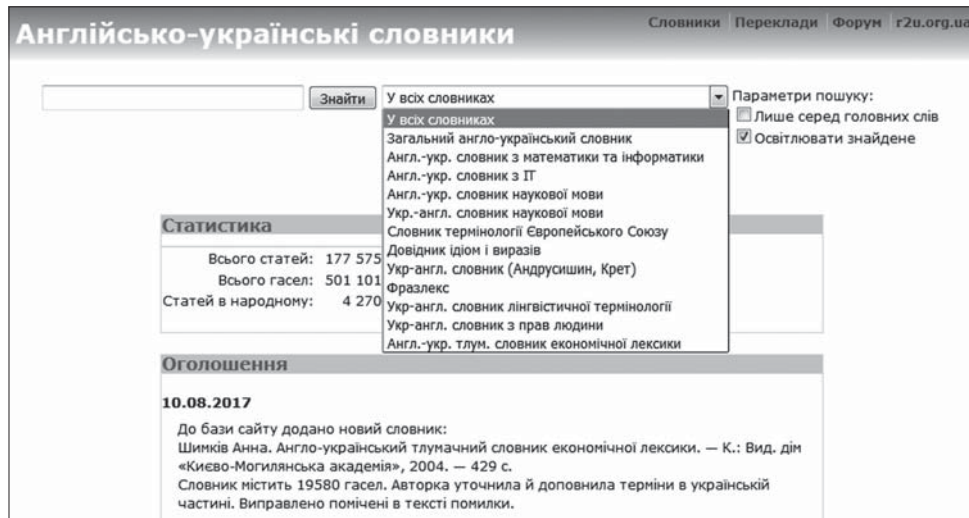 Англійсько-українські словники
Словники Переклади Форум r2u.org.ua
Знайти
У всіх словниках
Параметри пошуку:
Лише серед головних слів
Освітлювати знайдене
У всіх словниках
Загальний англо-український словник
Англ.-укр. словник з математики та інформатики
Англ.-укр. словник з ІТ
Англ.-укр. словник наукової мови
Укр.-англ. словник наукової мови
Словник термінології Європейського Союзу
Довідник ідіом і виразів
Укр-англ. словник (Андрусишин, Крет)
Фразлекс
Укр-англ. словник лінгвістичної термінології
Укр-англ. словник з прав людини
Англ.-укр. тлум. словник економічної лексики
Статистика
Всього статей: 177 575
Всього гасел: 501 101
Статей в народному: 4 270
Оголошення
10.08.2017
До бази сайту додано новий словник:
Шимків Анна. Англо-український тлумачний словник економічної лексики. — К.: Вид. дім
«Києво-Могилянська академія», 2004. — 429 с.
Словник містить 19580 гасел. Авторка уточнила й доповнила терміни в українській
частині. Виправлено помічені в тексті помилки.